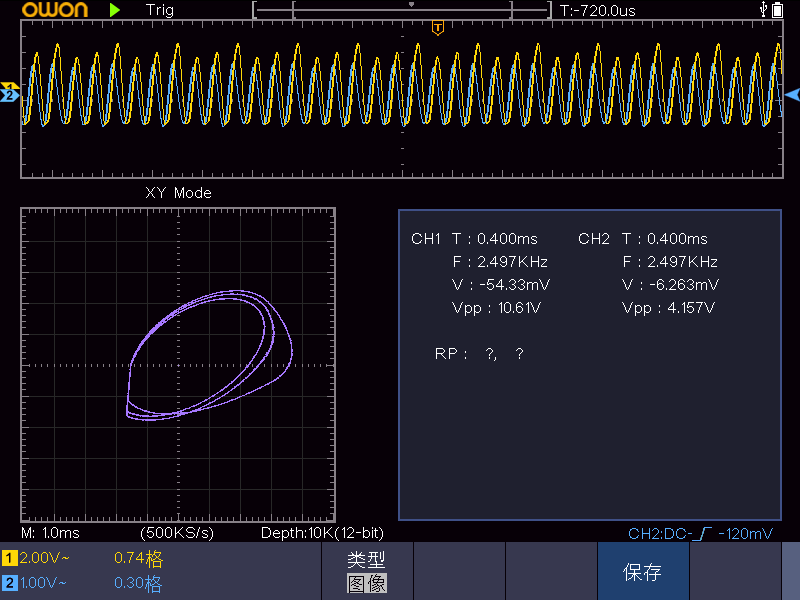 owon Trig T:-720.0us
T
1
2
XY Mode
CH1 T : 0.400ms CH2 T : 0.400ms
F : 2.497KHz F : 2.497KHz
V : -54.33mV V : -6.263mV
Vpp : 10.61V Vpp : 4.157V
RP : ?, ?
M: 1.0ms (500KS/s) Depth:10K(12-bit) CH2:DC- -120mV
1 2.00V~ 0.74格 类型
2 1.00V~ 0.30格 图像 保存